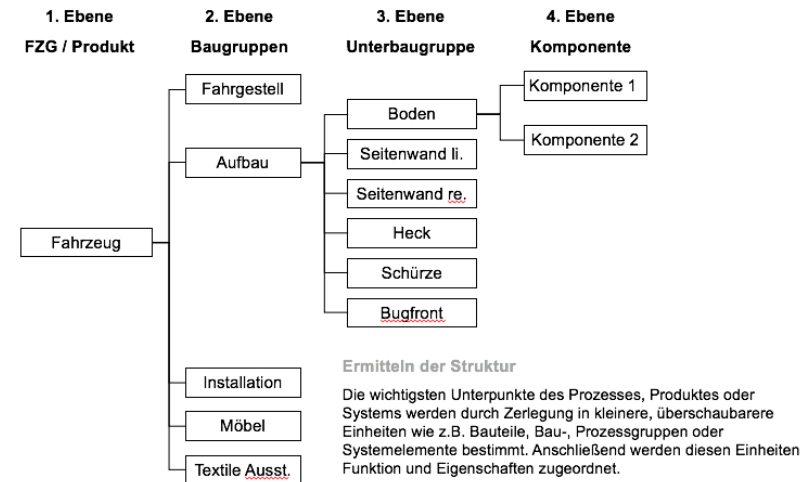 1. Ebene
2. Ebene
3. Ebene
4. Ebene
FZG / Produkt
Baugruppen
Unterbaugruppe
Komponente
Fahrgestell
Komponente 1
Boden
Komponente 2
Aufbau
Seitenwand li.
Seitenwand re.
Fahrzeug
Heck
Schürze
Bugfront
Ermitteln der Struktur
Installation
Die wichtigsten Unterpunkte des Prozesses, Produktes oder
Systems werden durch Zerlegung in kleinere, überschaubarere
Möbel
Einheiten wie z.B. Bauteile, Bau-, Prozessgruppen oder
Systemelemente bestimmt. Anschließend werden diesen Einheiten
Textile Ausst.
Funktion und Eigenschaften zugeordnet.